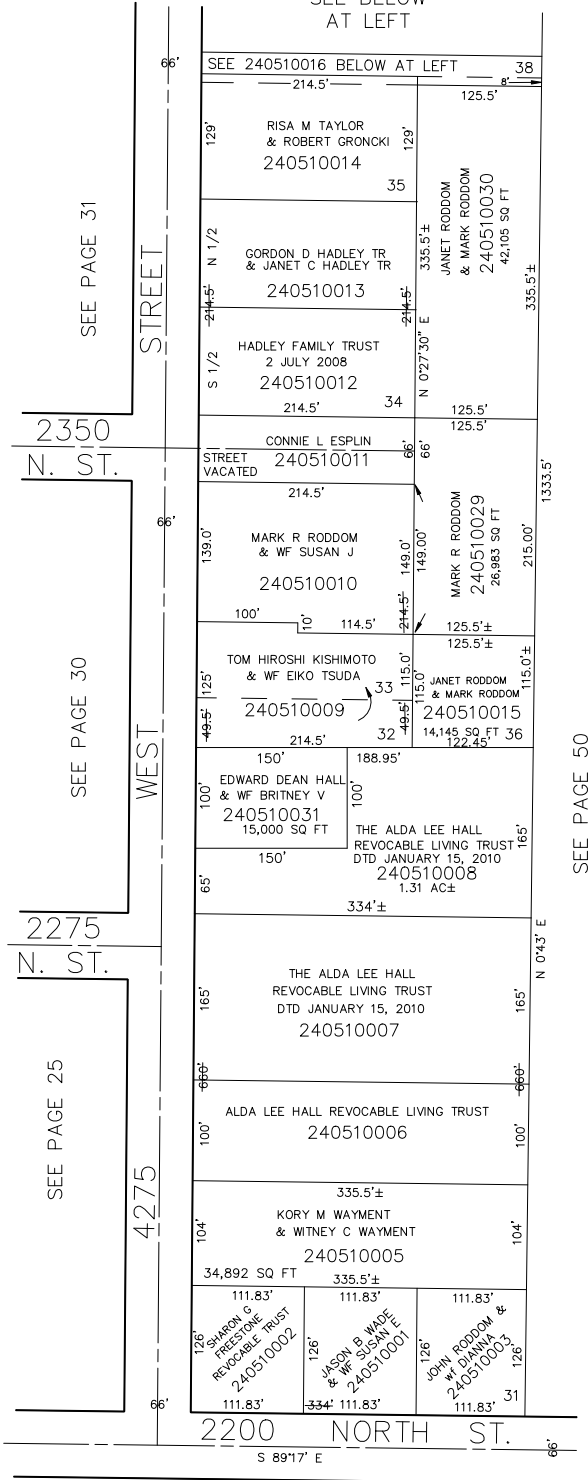 SEE BELOW
AT LEFT
66'
SEE 240510016 BELOW AT LEFT
38
8'
214.5'
125.5'
129'
RISA M TAYLOR
& ROBERT GRONCKI
240510014
129'
35
JANET RODDOM
& MARK RODDOM
240510030
42,105 SQ FT
335.5'±
335.5'±
SEE PAGE 31
STREET
N 1/2
GORDON D HADLEY TR
& JANET C HADLEY TR
240510013
214.5'
214.5'
N 0°27'30" E
S 1/2
HADLEY FAMILY TRUST
2 JULY 2008
240510012
214.5'
34
125.5'
125.5'
2350
N. ST.
CONNIE L ESPLIN
STREET
VACATED
240510011
66'
66'
214.5'
1333.5'
66'
139.0'
MARK R RODDOM
& WF SUSAN J
240510010
149.0'
149.00'
MARK R RODDOM
240510029
26,983 SQ FT
215.00'
100'
10'
114.5'
214.5'
125.5'±
125.5'±
SEE PAGE 30
WEST
125'
TOM HIROSHI KISHIMOTO
& WF EIKO TSUDA
33
240510009
115.0'
115.0'
JANET RODDOM
& MARK RODDOM
240510015
14,145 SQ FT
36
115.0'±
49.5'
49.5'
214.5'
32
122.45'
150'
188.95'
100'
EDWARD DEAN HALL
& WF BRITNEY V
240510031
15,000 SQ FT
100'
150'
THE ALDA LEE HALL
REVOCABLE LIVING TRUST
DTD JANUARY 15, 2010
240510008
1.31 AC±
165'
65'
334'±
SEE PAGE 50
2275
N. ST.
N 0°43' E
165'
THE ALDA LEE HALL
REVOCABLE LIVING TRUST
DTD JANUARY 15, 2010
240510007
165'
660'
660'
SEE PAGE 25
4275
100'
ALDA LEE HALL REVOCABLE LIVING TRUST
240510006
100'
335.5'±
104'
KORY M WAYMENT
& WITNEY C WAYMENT
240510005
104'
34,892 SQ FT
335.5'±
111.83'
111.83'
111.83'
126'
SHARON G
FREESTONE
REVOCABLE TRUST
240510002
126'
JASON B WADE
& WF SUSAN E
240510001
126'
JOHN RODDOM &
wf DIANNA
240510003
126'
31
66'
111.83'
334'
111.83'
111.83'
2200 NORTH ST.
S 89°17' E
66'